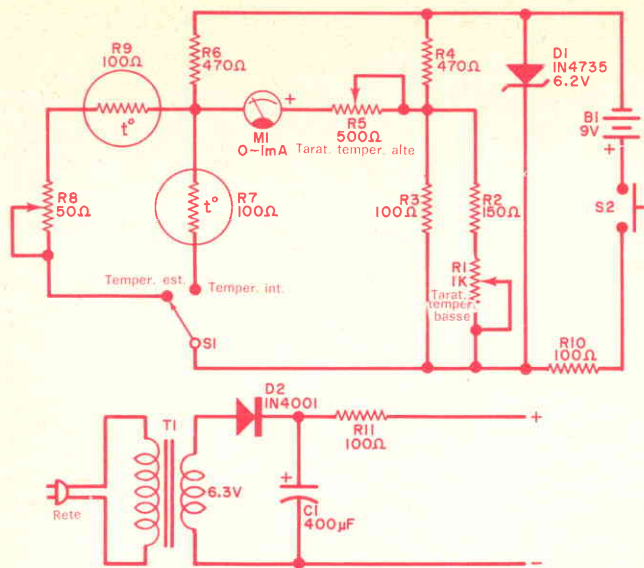 R9
100Ω
t°
R6
470Ω
R4
470Ω
D1
1N4735
6.2V
B1
9V
+
S2
+
M1
0-1mA
R5
500Ω
Tarat. temper. alte
R8
50Ω
t°
R7
100Ω
R3
100Ω
R2
150Ω
R1
1K
Tarat.
temper.
basse
Temper. est.
Temper. int.
S1
R10
100Ω
D2
1N4001
T1
6.3V
Rete
R11
100Ω
+
+
C1
400µF
−